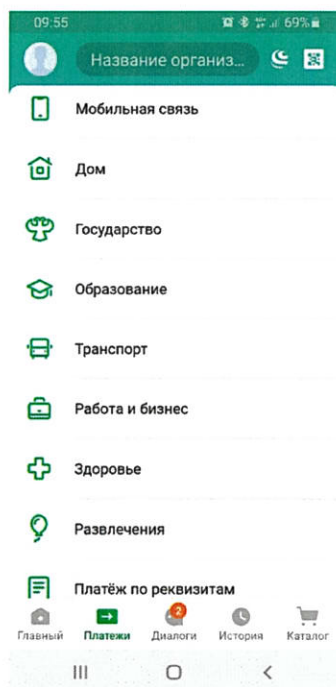 09:55
69%
Название организ...
Мобильная связь
Дом
Государство
Образование
Транспорт
Работа и бизнес
Здоровье
Развлечения
Платёж по реквизитам
2
Главный Платежи Диалоги История Каталог